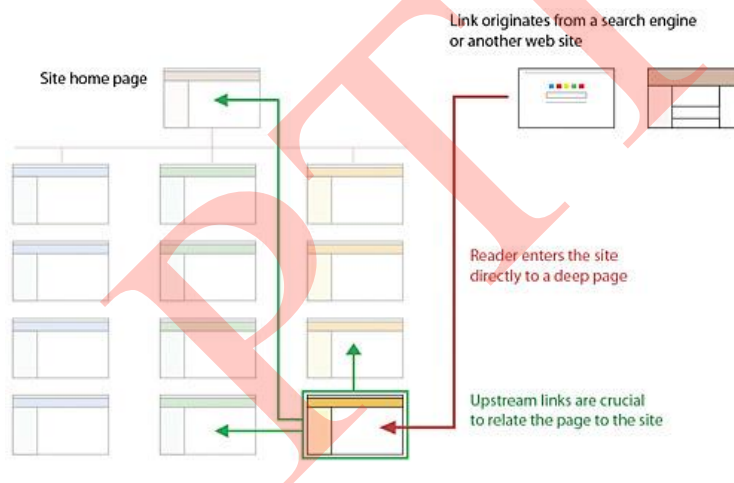 Link originates from a search engine
or another web site
Site home page
Reader enters the site
directly to a deep page
Upstream links are crucial
to relate the page to the site